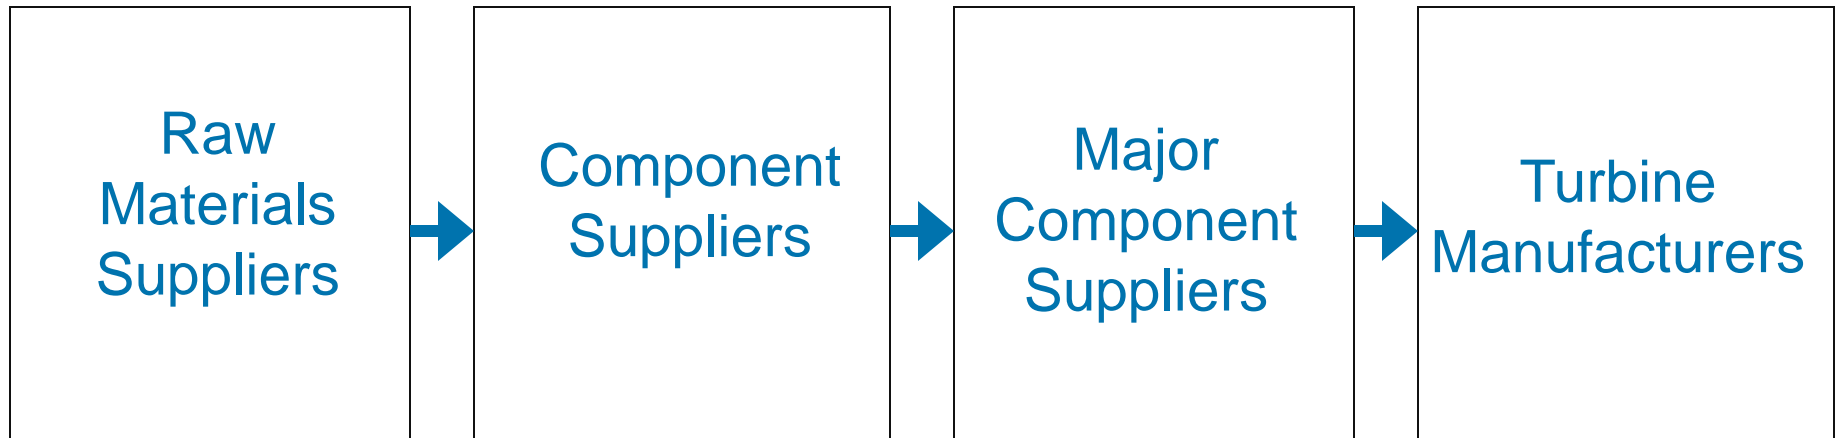 Raw
Materials
Suppliers
Component
Suppliers
Major
Component
Suppliers
Turbine
Manufacturers